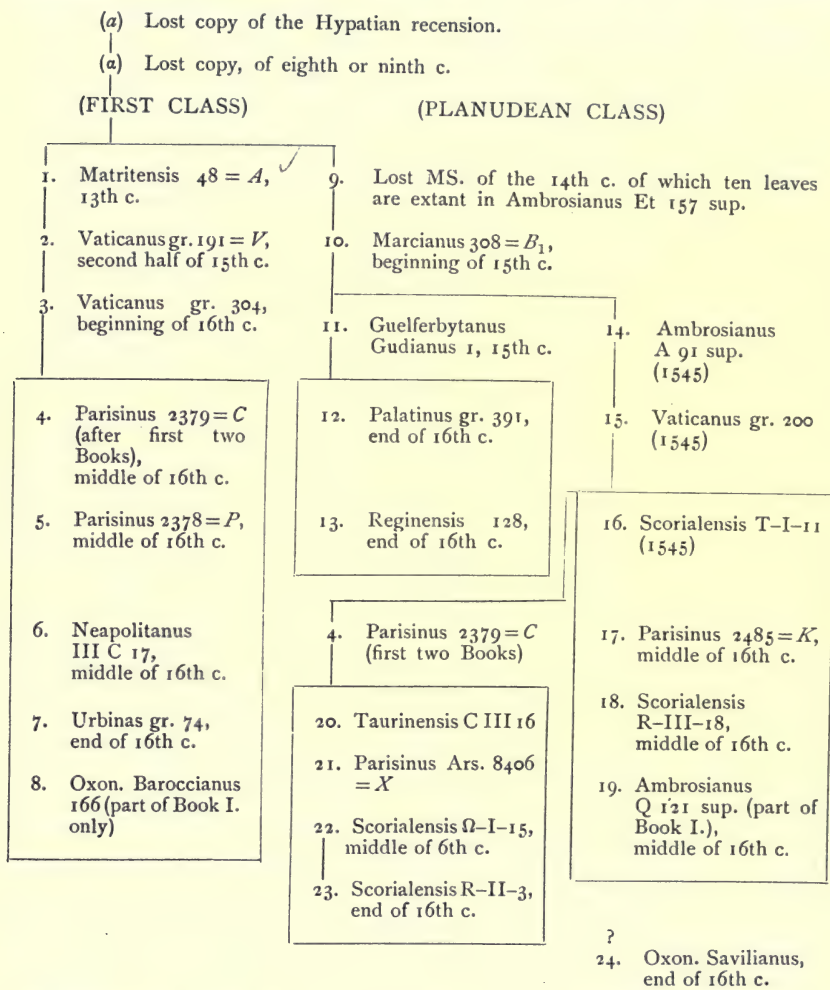 (a) Lost copy of the Hypatian recension.
(α) Lost copy, of eighth or ninth c.
(FIRST CLASS)
1. Matritensis 48 = A,
13th c.
2. Vaticanus gr. 191 = V,
second half of 15th c.
3. Vaticanus gr. 304,
beginning of 16th c.
4. Parisinus 2379 = C
(after first two
Books),
middle of 16th c.
5. Parisinus 2378 = P,
middle of 16th c.
6. Neapolitanus
III C 17,
middle of 16th c.
7. Urbinas gr. 74,
end of 16th c.
8. Oxon. Baroccianus
166 (part of Book I.
only)
(PLANUDEAN CLASS)
9. Lost MS. of the 14th c. of which ten leaves
are extant in Ambrosianus Et 157 sup.
10. Marcianus 308 = B1,
beginning of 15th c.
11. Guelferbytanus
Gudianus 1, 15th c.
12. Palatinus gr. 391,
end of 16th c.
13. Reginensis 128,
end of 16th c.
14. Ambrosianus
A 91 sup.
(1545)
15. Vaticanus gr. 200
(1545)
16. Scorialensis T-I-11
(1545)
17. Parisinus 2485 = K,
middle of 16th c.
18. Scorialensis
R-III-18,
middle of 16th c.
19. Ambrosianus
Q 121 sup. (part of
Book I.),
middle of 16th c.
4. Parisinus 2379 = C
(first two Books)
20. Taurinensis C III 16
21. Parisinus Ars. 8406
= X
22. Scorialensis Ω-I-15,
middle of 6th c.
23. Scorialensis R-II-3,
end of 16th c.
?
24. Oxon. Savilianus,
end of 16th c.